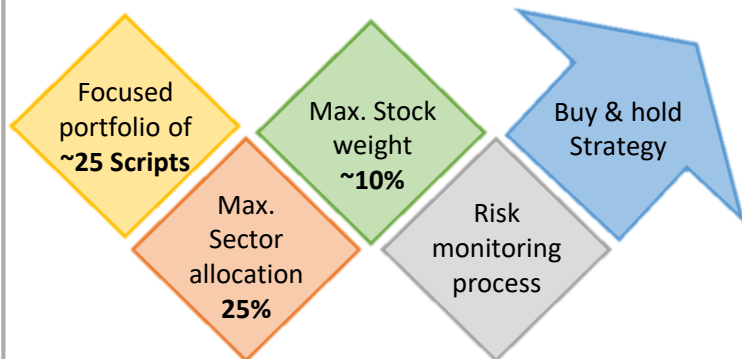 Focused
portfolio of
~25 Scripts
Max.
Sector
allocation
25%
Max. Stock
weight
~10%
Risk
monitoring
process
Buy & hold
Strategy